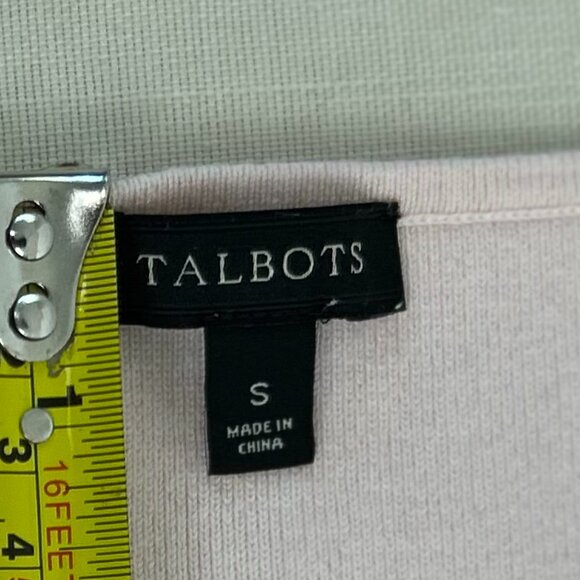 TALBOTS
S
MADE IN
CHINA
1
16FEET
3
4